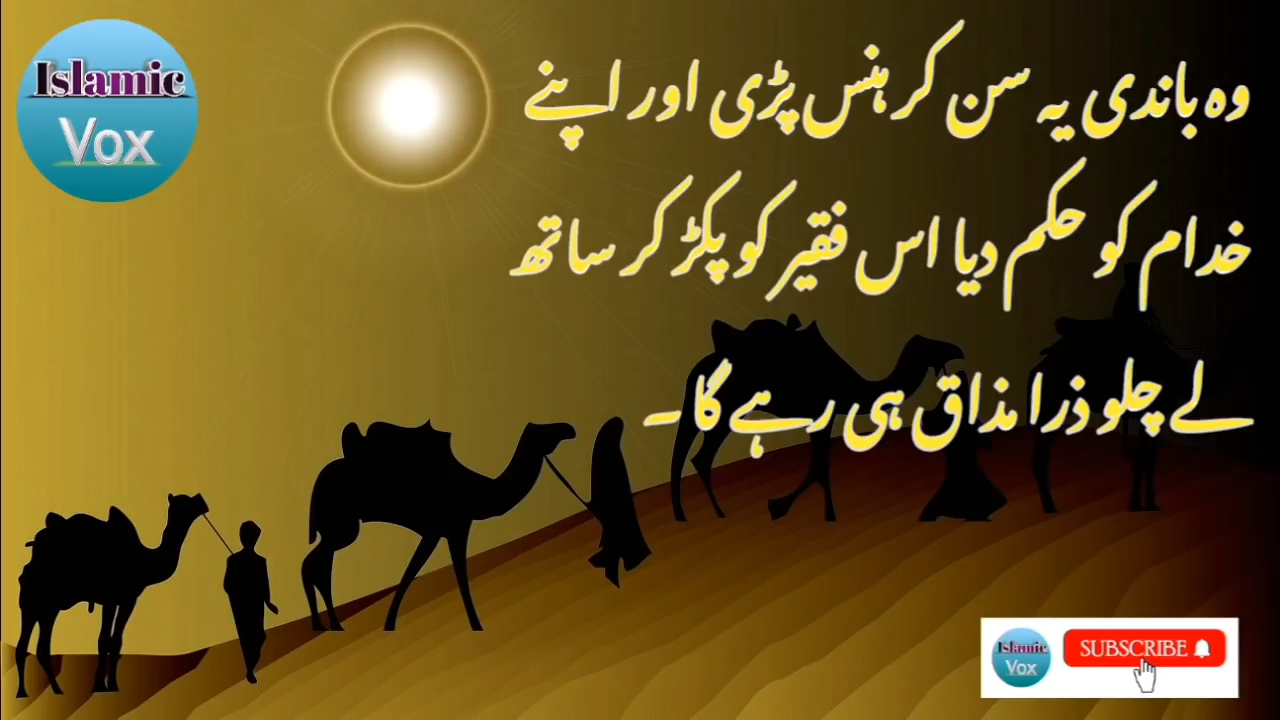 Islamic
Vox
وہ باندی یہ سن کر ہنس پڑی اور اپنے
خدام کو حکم دیا اس فقیر کو پکڑ کر ساتھ
لے چلو ذرا مذاق ہی رہے گا۔
Islamic
Vox
SUBSCRIBE